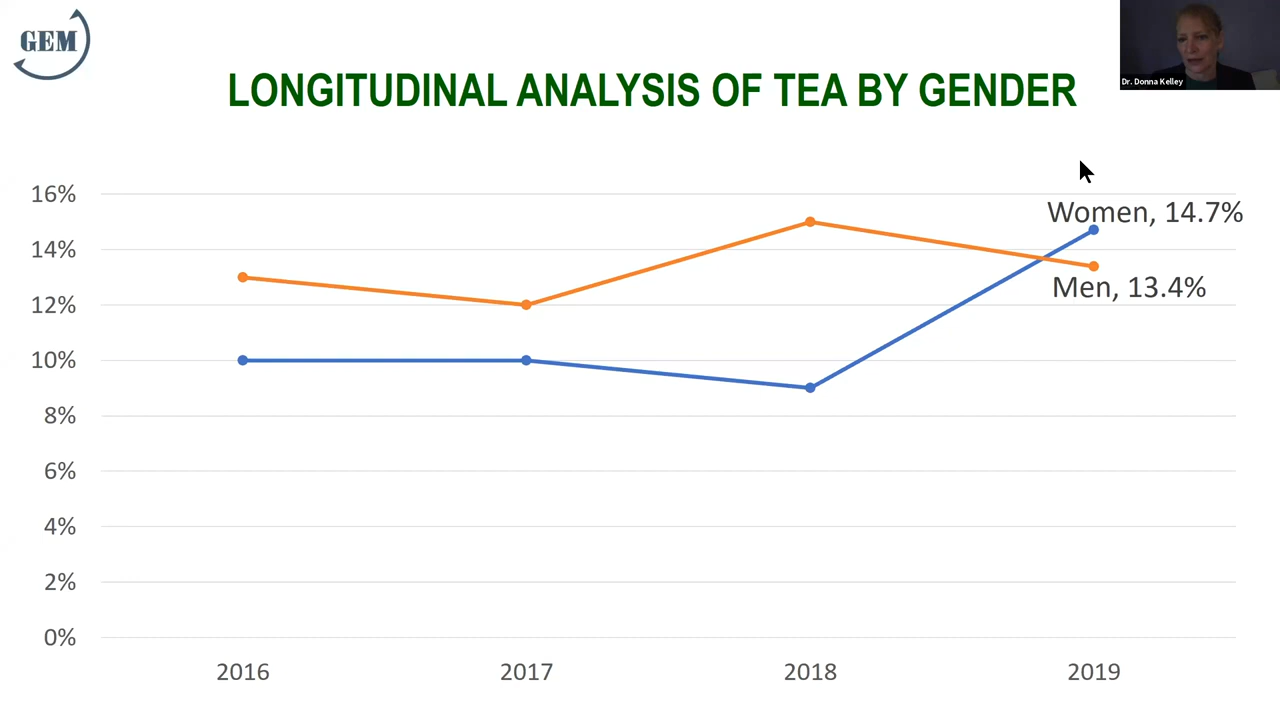 GEM
Dr. Donna Kelley
LONGITUDINAL ANALYSIS OF TEA BY GENDER
16%
14%
12%
10%
8%
6%
4%
2%
0%
Women, 14.7%
Men, 13.4%
2016
2017
2018
2019